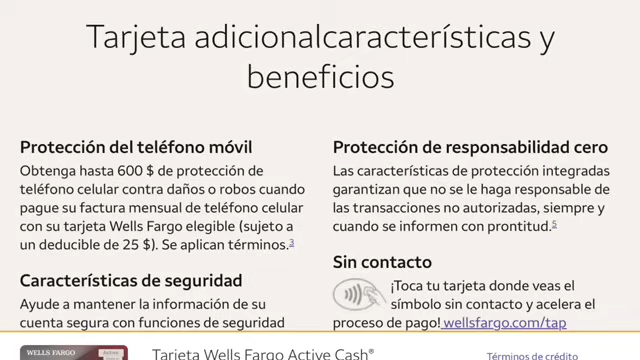 Tarjeta adicionalcaracterísticas y
beneficios
Protección del teléfono móvil
Obtenga hasta 600 $ de protección de
teléfono celular contra daños o robos cuando
pague su factura mensual de teléfono celular
con su tarjeta Wells Fargo elegible (sujeto a
un deducible de 25 $). Se aplican términos.3
Características de seguridad
Ayude a mantener la información de su
cuenta segura con funciones de seguridad
Protección de responsabilidad cero
Las características de protección integradas
garantizan que no se le haga responsable de
las transacciones no autorizadas, siempre y
cuando se informen con prontitud.5
Sin contacto
¡Toca tu tarjeta donde veas el
símbolo sin contacto y acelera el
proceso de pago! wellsfargo.com/tap
WELLS FARGO
Active
Tarjeta Wells Fargo Active Cash®
Términos de crédito